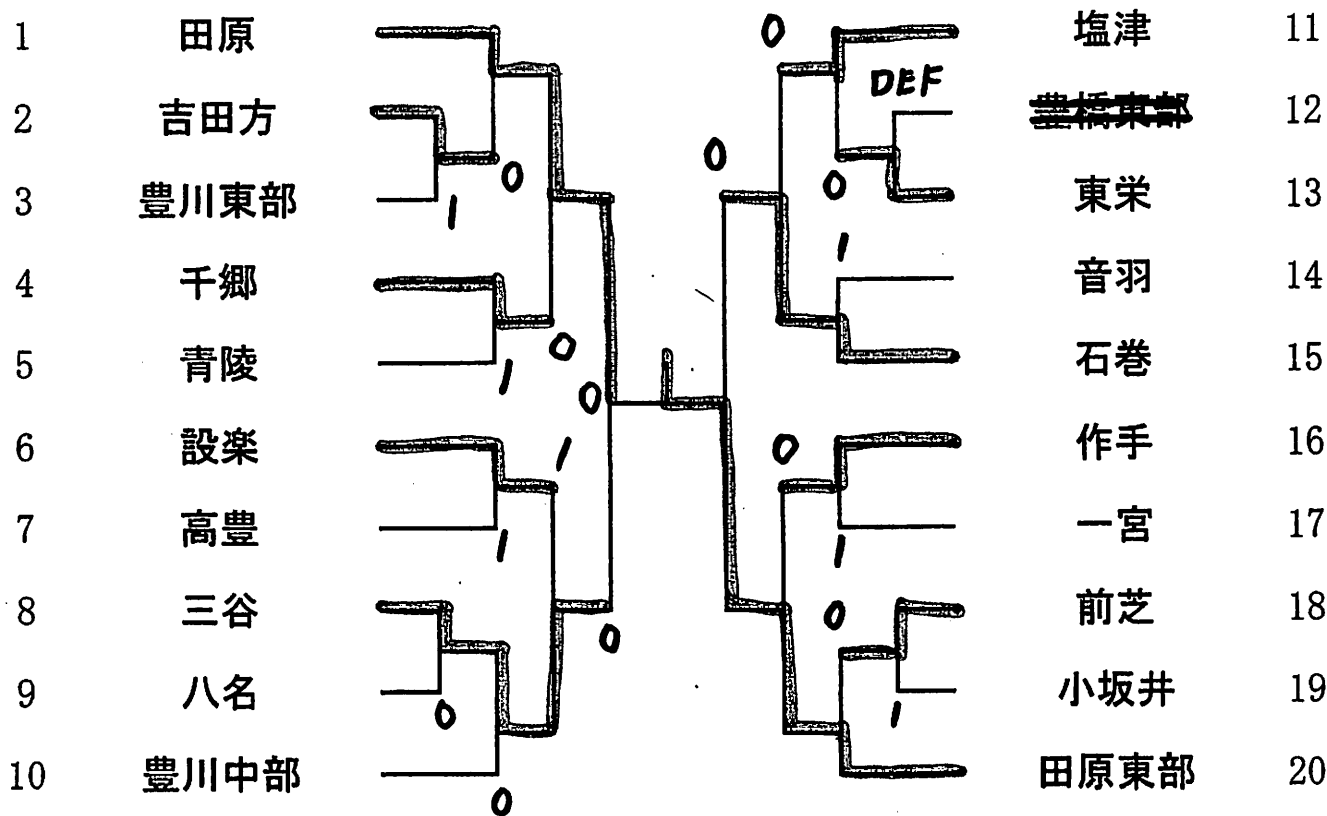 1 田原 0 塩津 11
2 吉田方 DEF 豊橋東部 12
0
3 豊川東部 0 0 東栄 13
1 1
4 千郷 音羽 14
5 青陵 1 0 石巻 15
0
6 設楽 1 0 作手 16
7 高豊 1 1 一宮 17
8 三谷 0 0 前芝 18
9 八名 0 1 小坂井 19
10 豊川中部 0 田原東部 20